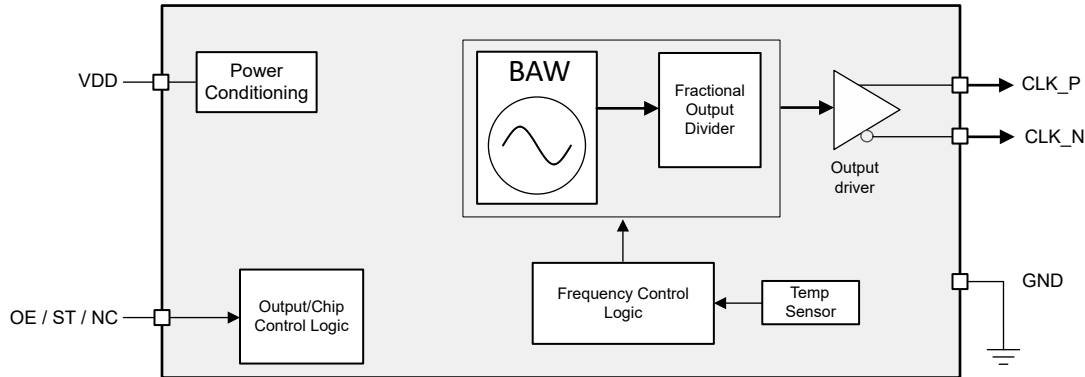 VDD
Power
Conditioning
BAW
Fractional
Output
Divider
Output
driver
CLK_P
CLK_N
OE / ST / NC
Output/Chip
Control Logic
Frequency Control
Logic
Temp
Sensor
GND